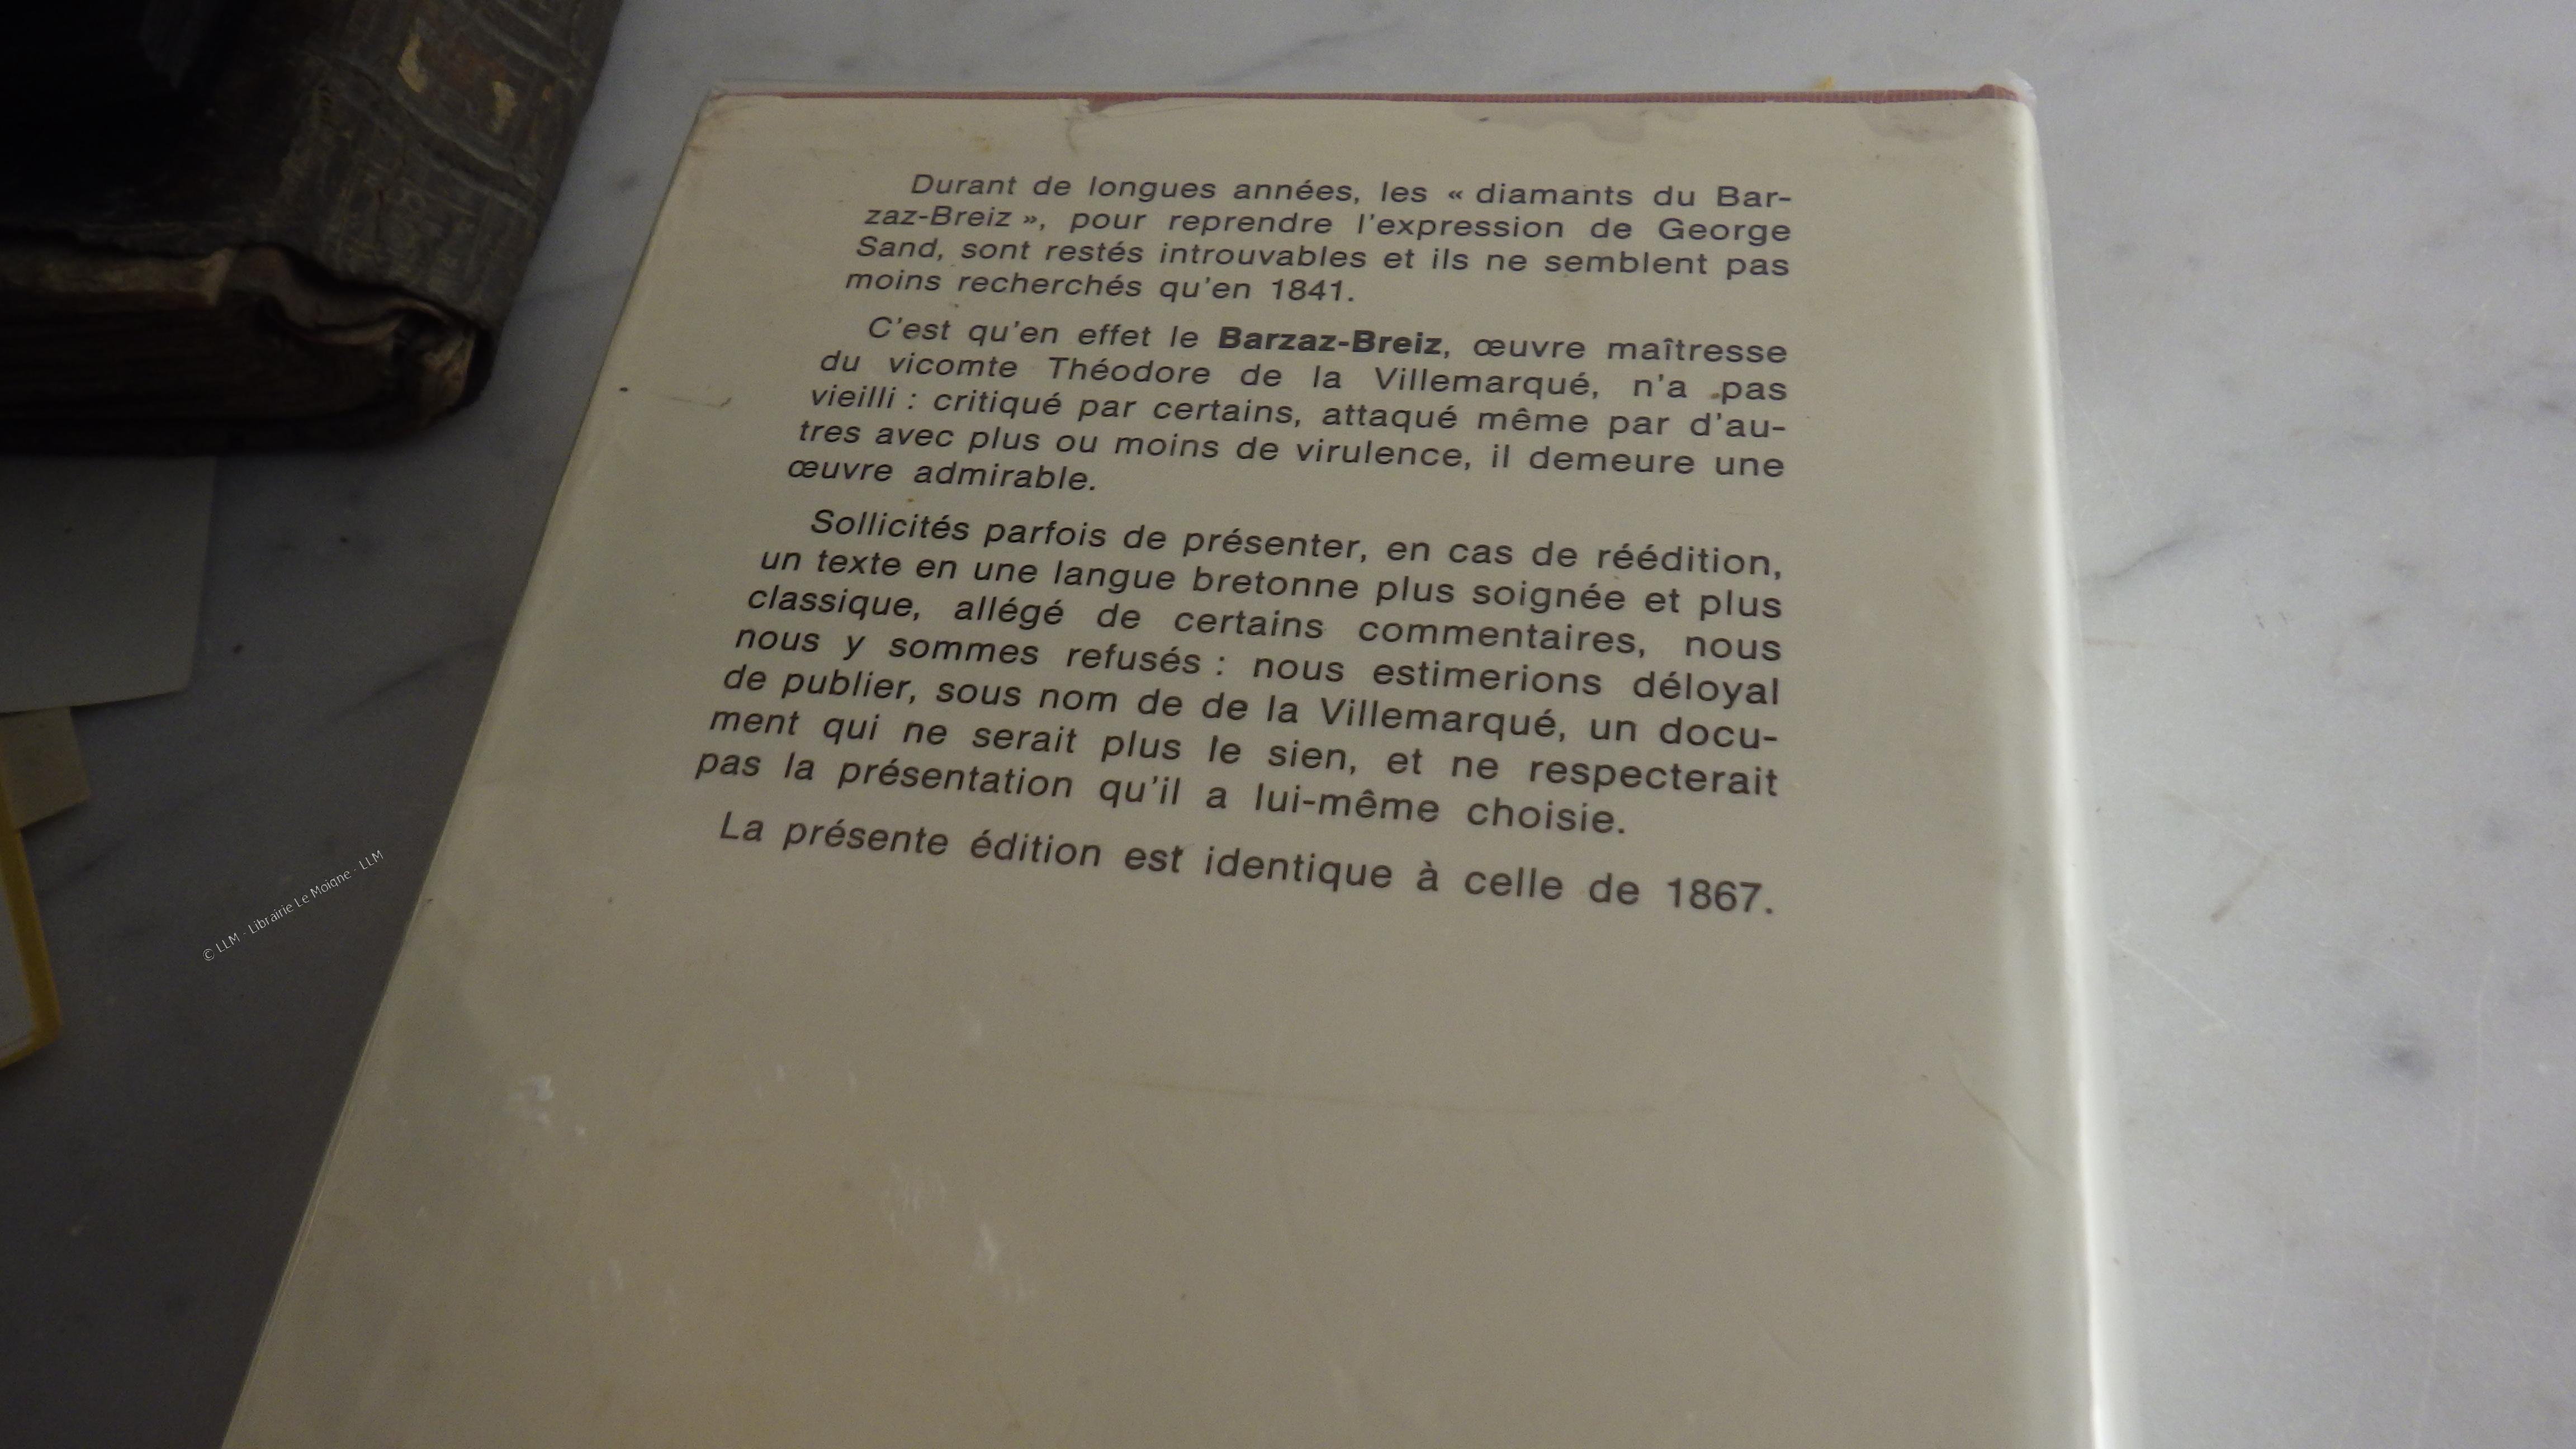 Durant de longues années, les « diamants du Bar-
zaz-Breiz », pour reprendre l'expression de George
Sand, sont restés introuvables et ils ne semblent pas
moins recherchés qu'en 1841.
C'est qu'en effet le Barzaz-Breiz, œuvre maîtresse
du vicomte Théodore de la Villemarqué, n'a pas
vieilli : critiqué par certains, attaqué même par d'au-
tres avec plus ou moins de virulence, il demeure une
œuvre admirable.
Sollicités parfois de présenter, en cas de réédition,
un texte en une langue bretonne plus soignée et plus
classique, allégé de certains commentaires, nous
nous y sommes refusés : nous estimerions déloyal
de publier, sous nom de de la Villemarqué, un docu-
ment qui ne serait plus le sien, et ne respecterait
pas la présentation qu'il a lui-même choisie.
La présente édition est identique à celle de 1867.
© LLM - Librairie Le Moigne - LLM